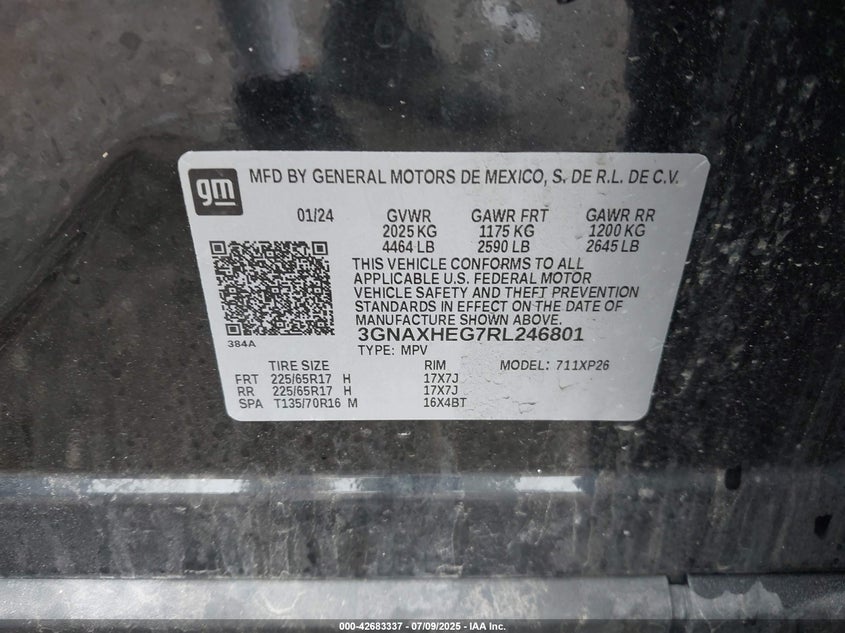 gm MFD BY GENERAL MOTORS DE MEXICO, S. DE R.L. DE C.V.
01/24 GVWR GAWR FRT GAWR RR
2025 KG 1175 KG 1200 KG
4464 LB 2590 LB 2645 LB
THIS VEHICLE CONFORMS TO ALL
APPLICABLE U.S. FEDERAL MOTOR
VEHICLE SAFETY AND THEFT PREVENTION
STANDARDS IN EFFECT ON THE DATE OF
MANUFACTURE SHOWN ABOVE.
384A
3GNAXHEG7RL246801
TYPE: MPV MODEL: 711XP26
TIRE SIZE RIM
FRT 225/65R17 H 17X7J
RR 225/65R17 H 17X7J
SPA T135/70R16 M 16X4BT
000-42683337 - 07/09/2025 - IAA Inc.